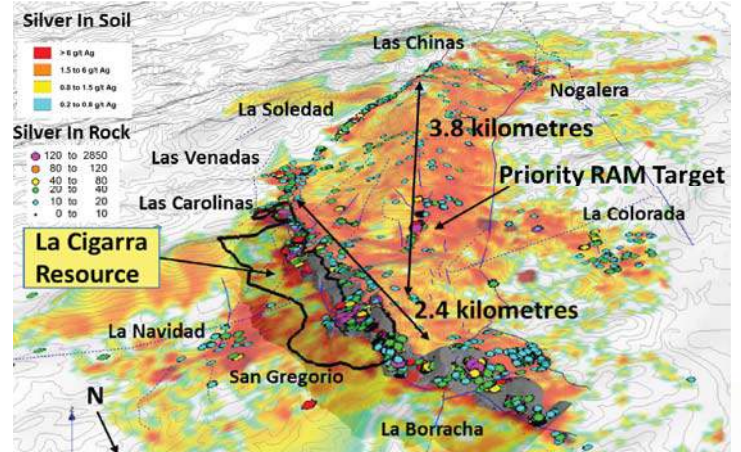 Silver In Soil
> 6 g/t Ag
1.5 to 6 g/t Ag
0.8 to 1.5 g/t Ag
0.2 to 0.8 g/t Ag
Silver In Rock
120 to 2850
80 to 120
40 to 80
20 to 40
10 to 20
0 to 10
Las Chinas
Nogalera
La Soledad
3.8 kilometres
Las Venadas
Priority RAM Target
Las Carolinas
La Colorada
La Cigarra
Resource
2.4 kilometres
La Navidad
San Gregorio
N
La Borracha